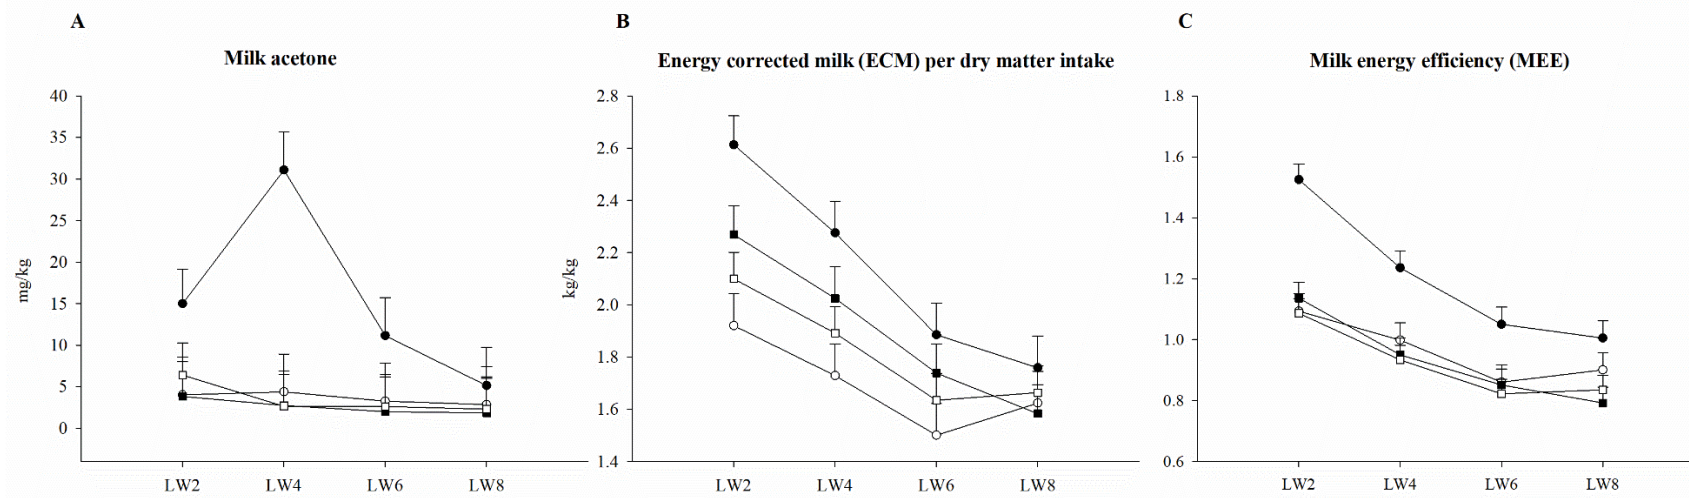 A
Milk acetone
mg/kg
40
35
30
25
20
15
10
5
0
LW2 LW4 LW6 LW8
B
Energy corrected milk (ECM) per dry matter intake
kg/kg
2.8
2.6
2.4
2.2
2.0
1.8
1.6
1.4
LW2 LW4 LW6 LW8
C
Milk energy efficiency (MEE)
1.8
1.6
1.4
1.2
1.0
0.8
0.6
LW2 LW4 LW6 LW8